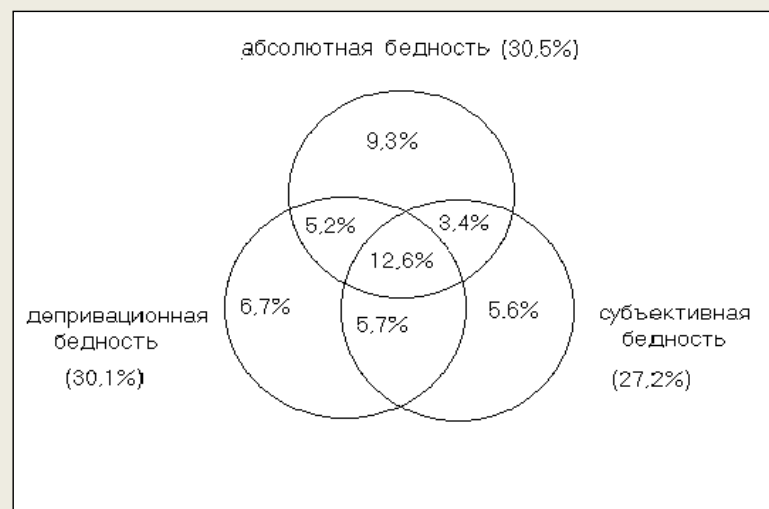 абсолютная бедность (30,5%)
9,3%
5,2%
3,4%
12,6%
6,7%
5,7%
5.6%
депривационная
бедность
(30,1%)
субъективная
бедность
(27,2%)